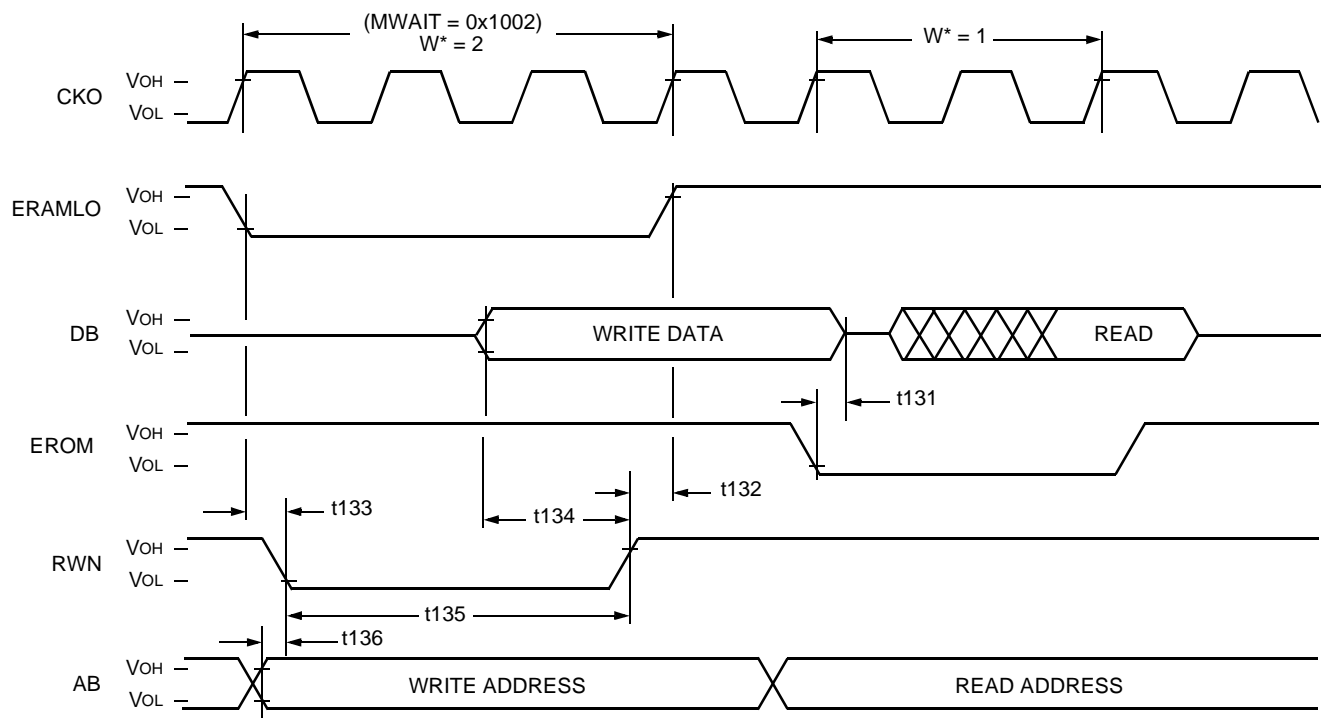 (MWAIT = 0x1002)
W* = 2
W* = 1
CKO
VOH
VOL
ERAMLO
VOH
VOL
DB
VOH
VOL
WRITE DATA
READ
t131
EROM
VOH
VOL
t132
t133
t134
RWN
VOH
VOL
t135
t136
AB
VOH
VOL
WRITE ADDRESS
READ ADDRESS